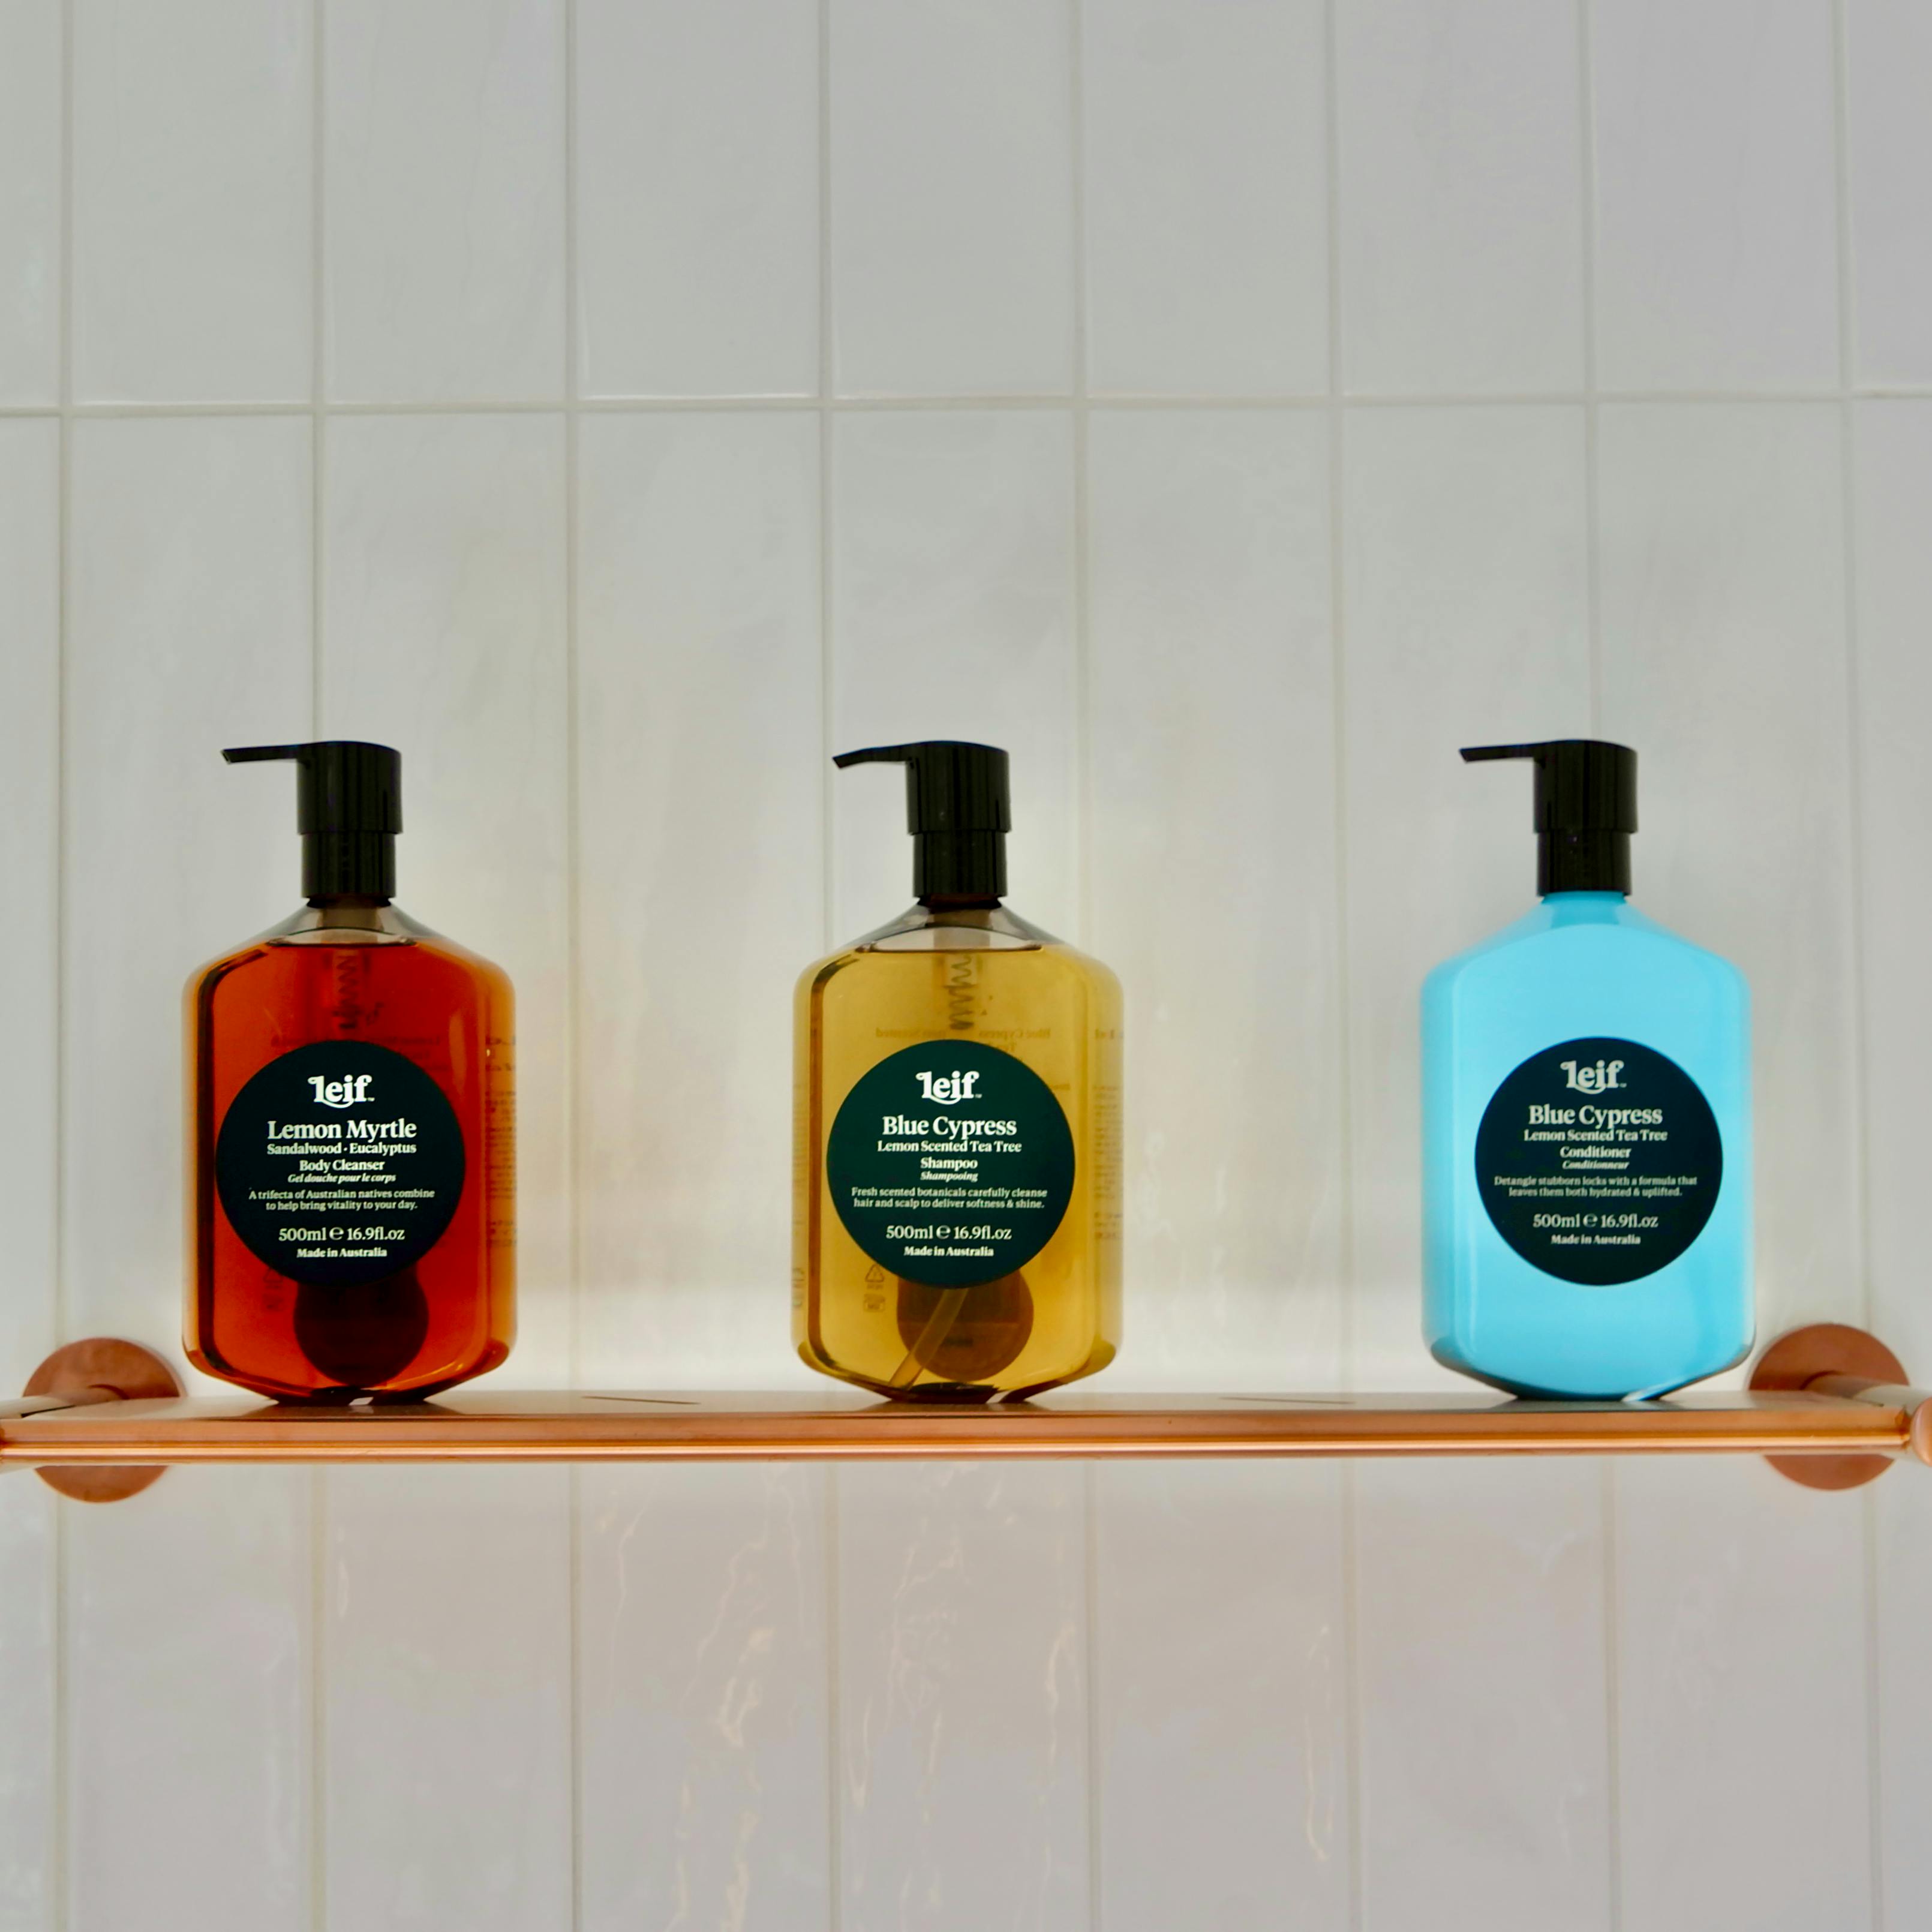 Leif™
Lemon Myrtle
Sandalwood · Eucalyptus
Body Cleanser
Gel douche pour le corps
A trifecta of Australian natives combine
to help bring vitality to your day.
500ml ℮ 16.9fl.oz
Made in Australia
Leif™
Blue Cypress
Lemon Scented Tea Tree
Shampoo
Shampooing
Fresh scented botanicals carefully cleanse
hair and scalp to deliver softness & shine.
500ml ℮ 16.9fl.oz
Made in Australia
Leif™
Blue Cypress
Lemon Scented Tea Tree
Conditioner
Conditionneur
Detangle stubborn locks with a formula that
leaves them both hydrated & uplifted.
500ml ℮ 16.9fl.oz
Made in Australia